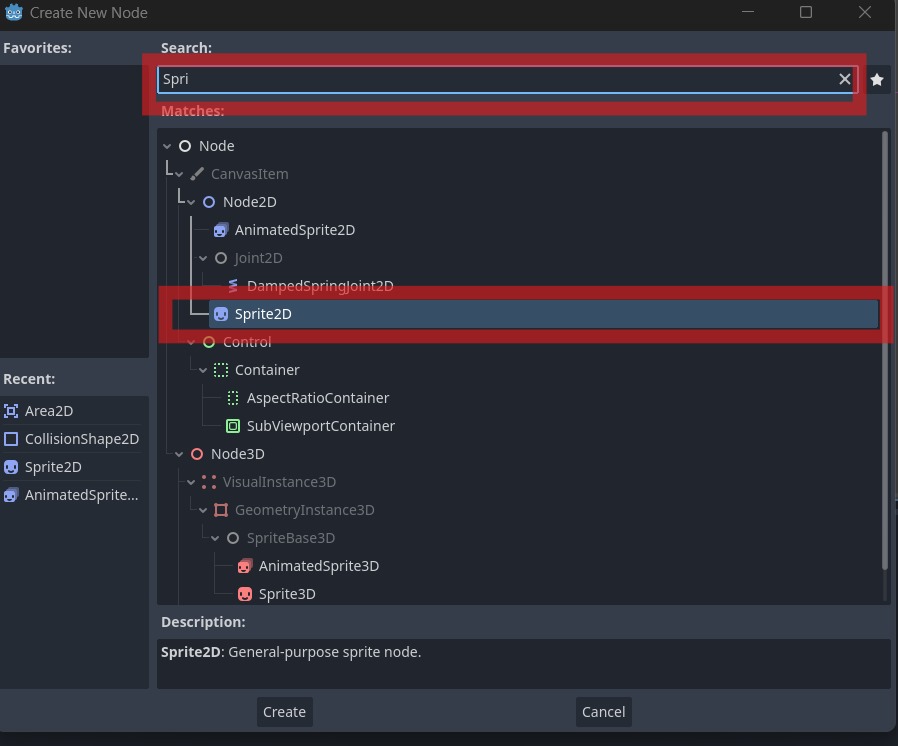 Create New Node
Favorites:
Search:
Spri
Matches:
Node
CanvasItem
Node2D
AnimatedSprite2D
Joint2D
DampedSpringJoint2D
Sprite2D
Control
Container
AspectRatioContainer
SubViewportContainer
Node3D
VisualInstance3D
GeometryInstance3D
SpriteBase3D
AnimatedSprite3D
Sprite3D
Recent:
Area2D
CollisionShape2D
Sprite2D
AnimatedSprite...
Description:
Sprite2D: General-purpose sprite node.
Create
Cancel